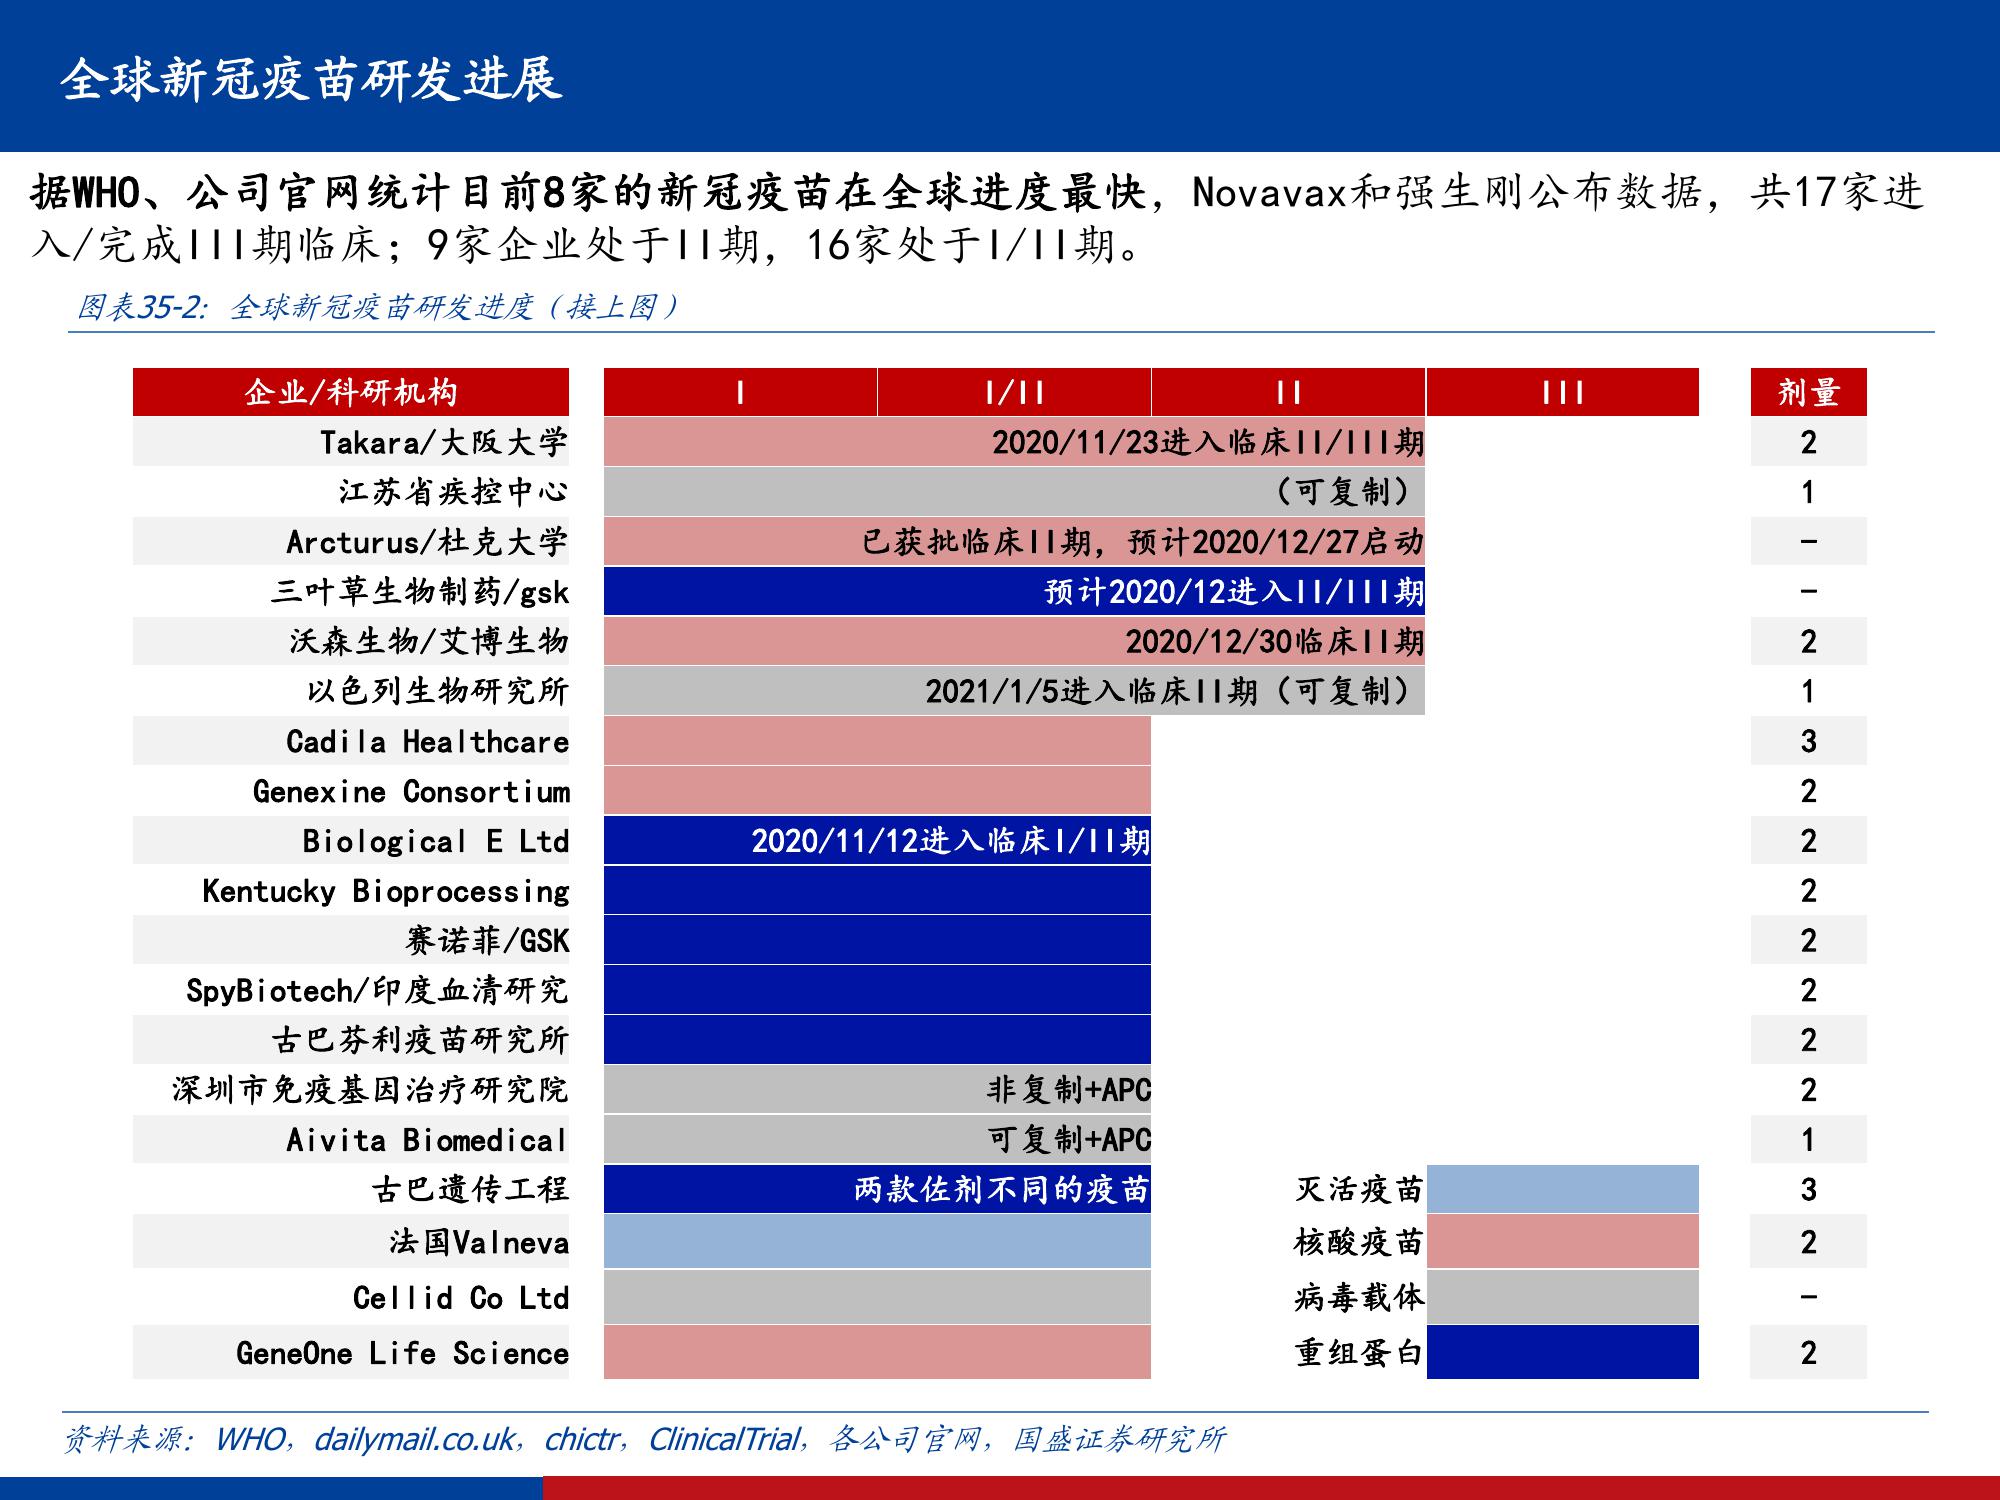 全球新冠疫苗研发进展
据WHO、公司官网统计目前8家的新冠疫苗在全球进度最快，Novavax和强生刚公布数据，共17家进
入/完成III期临床；9家企业处于II期，16家处于I/II期。
图表35-2：全球新冠疫苗研发进度（接上图）
企业/科研机构 I I/II II III 剂量
Takara/大阪大学 2020/11/23进入临床II/III期 2
江苏省疾控中心 （可复制） 1
Arcturus/杜克大学 已获批临床II期，预计2020/12/27启动 –
三叶草生物制药/gsk 预计2020/12进入II/III期 –
沃森生物/艾博生物 2020/12/30临床II期 2
以色列生物研究所 2021/1/5进入临床II期（可复制） 1
Cadila Healthcare 3
Genexine Consortium 2
Biological E Ltd 2020/11/12进入临床I/II期 2
Kentucky Bioprocessing 2
赛诺菲/GSK 2
SpyBiotech/印度血清研究 2
古巴芬利疫苗研究所 2
深圳市免疫基因治疗研究院 非复制+APC 2
Aivita Biomedical 可复制+APC 1
古巴遗传工程 两款佐剂不同的疫苗 灭活疫苗 3
法国Valneva 核酸疫苗 2
Cellid Co Ltd 病毒载体 –
GeneOne Life Science 重组蛋白 2
资料来源：WHO，dailymail.co.uk，chictr，ClinicalTrial，各公司官网，国盛证券研究所